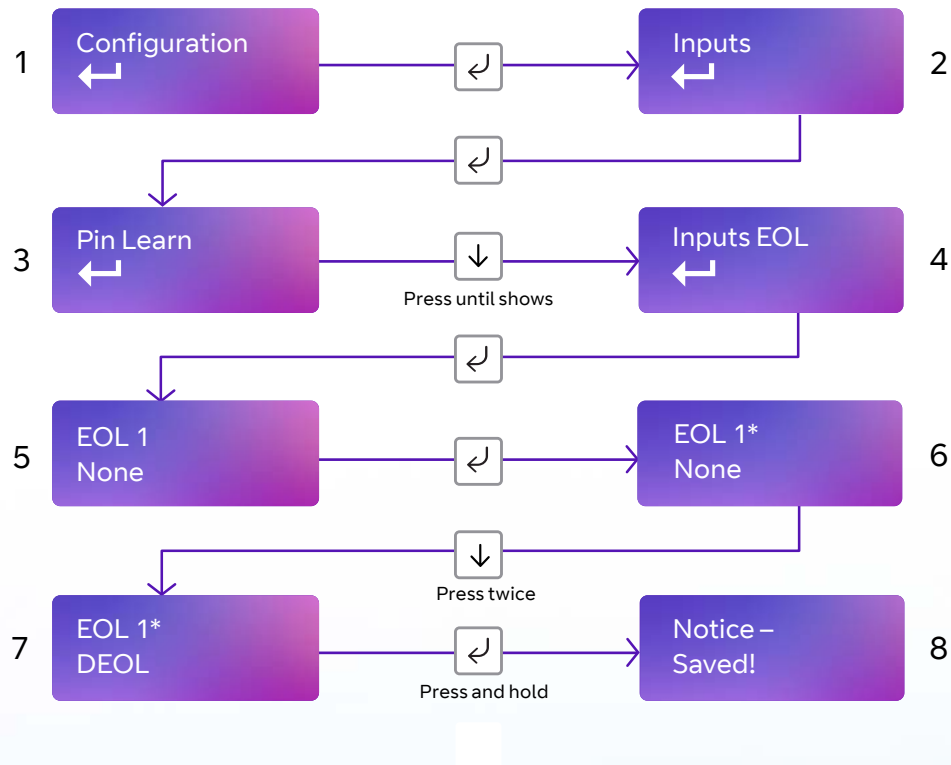 1
Configuration
Inputs
2
3
Pin Learn
Press until shows
Inputs EOL
4
5
EOL 1
None
EOL 1*
None
6
Press twice
7
EOL 1*
DEOL
Press and hold
Notice –
Saved!
8